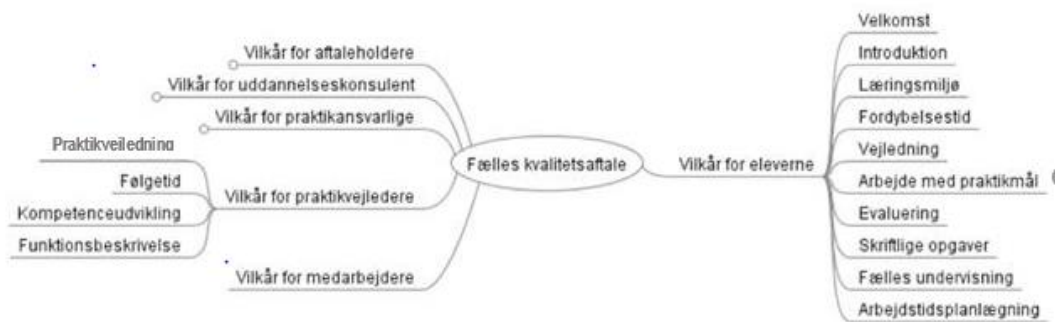 Vilkår for aftaleholdere
Vilkår for uddannelseskonsulent
Vilkår for praktikansvarlige
Praktikvejledning
Følgetid
Kompetenceudvikling
Funktionsbeskrivelse
Vilkår for praktikvejledere
Vilkår for medarbejdere
Fælles kvalitetsaftale
Vilkår for eleverne
Velkomst
Introduktion
Læringsmiljø
Fordybelsestid
Vejledning
Arbejde med praktikmål
Evaluering
Skriftlige opgaver
Fælles undervisning
Arbejdstidsplanlægning